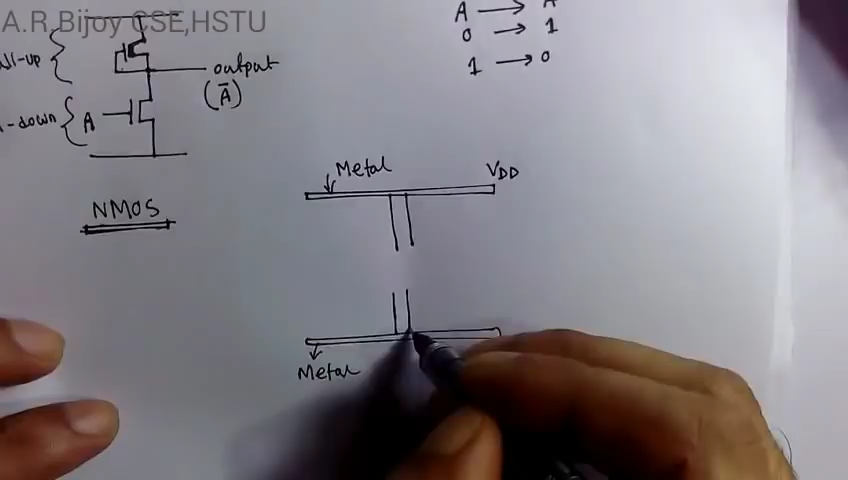 A.R.Bijoy CSE,HSTU
A → A
0 → 1
1 → 0
output
(Ā)
A
NMOS
Metal
VDD
Metal